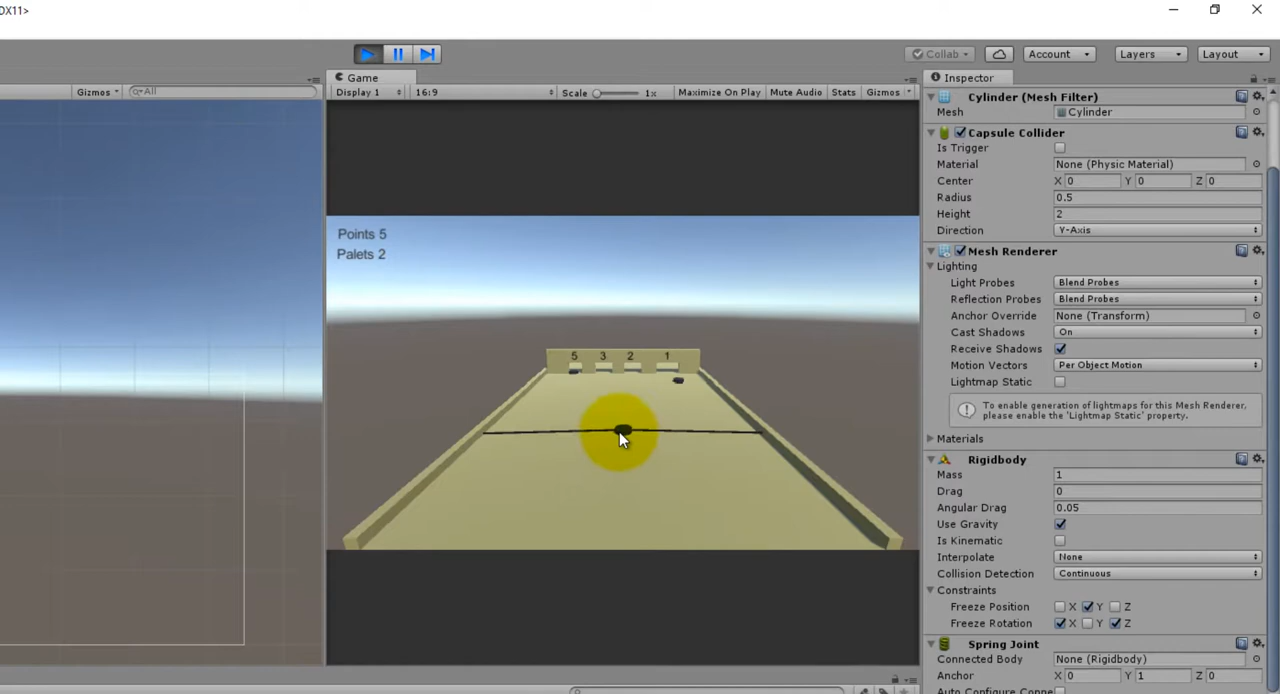 DX11>
Collab
Account
Layers
Layout
Gizmos
All
Game
Display 1
16:9
Scale
1x
Maximize On Play
Mute Audio
Stats
Gizmos
Points 5
Palets 2
5 3 2 1
Inspector
Cylinder (Mesh Filter)
Mesh Cylinder
Capsule Collider
Is Trigger
Material None (Physic Material)
Center X 0 Y 0 Z 0
Radius 0.5
Height 2
Direction Y-Axis
Mesh Renderer
Lighting
Light Probes Blend Probes
Reflection Probes Blend Probes
Anchor Override None (Transform)
Cast Shadows On
Receive Shadows
Motion Vectors Per Object Motion
Lightmap Static
To enable generation of lightmaps for this Mesh Renderer,
please enable the 'Lightmap Static' property.
Materials
Rigidbody
Mass 1
Drag 0
Angular Drag 0.05
Use Gravity
Is Kinematic
Interpolate None
Collision Detection Continuous
Constraints
Freeze Position X Y Z
Freeze Rotation X Y Z
Spring Joint
Connected Body None (Rigidbody)
Anchor X 0 Y 1 Z 0
Auto Configure Conne